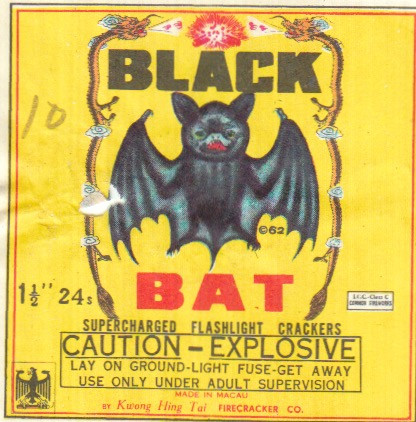 BLACK
10
©62
BAT
1½" 24s
I.C.C. Class C
COMMON FIREWORKS
SUPERCHARGED FLASHLIGHT CRACKERS
CAUTION - EXPLOSIVE
LAY ON GROUND-LIGHT FUSE-GET AWAY
USE ONLY UNDER ADULT SUPERVISION
MADE IN MACAU
BY Kwong Hing Tai FIRECRACKER CO.